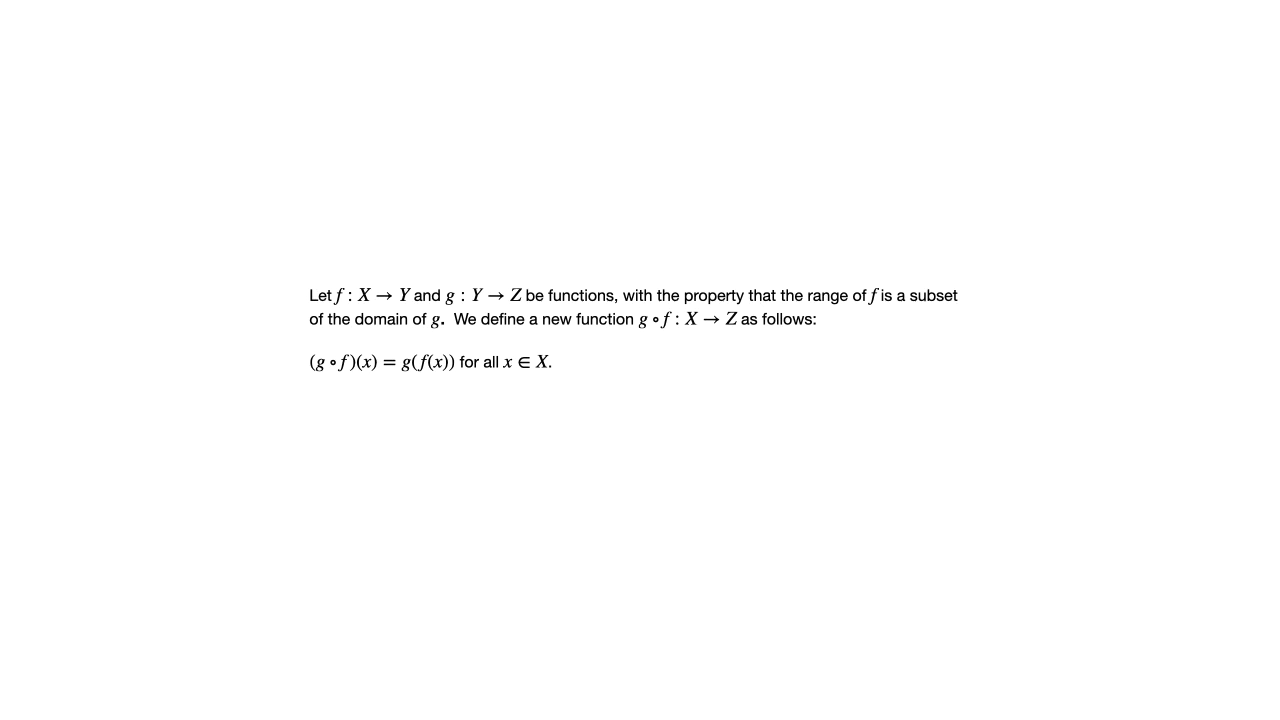 Let f : X → Y and g : Y → Z be functions, with the property that the range of f is a subset
of the domain of g. We define a new function g ∘ f : X → Z as follows:
(g ∘ f)(x) = g(f(x)) for all x ∈ X.